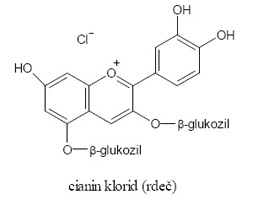 OH
Cl⁻
OH
HO
O⁺
O—β-glukozil
O—β-glukozil
cianin klorid (rdeč)